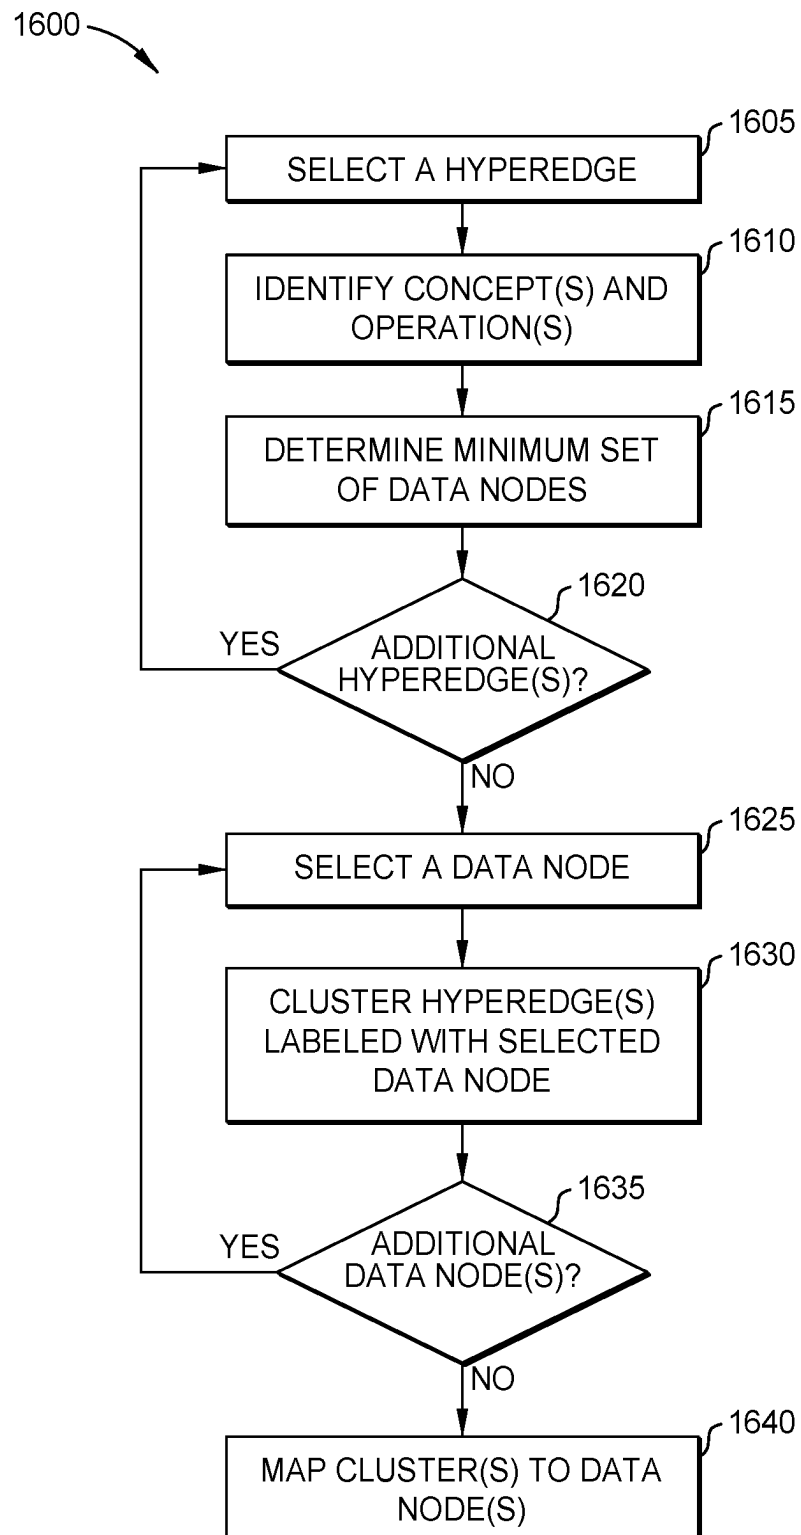 1600
1605
SELECT A HYPEREDGE
1610
IDENTIFY CONCEPT(S) AND
OPERATION(S)
1615
DETERMINE MINIMUM SET
OF DATA NODES
1620
YES
ADDITIONAL
HYPEREDGE(S)?
NO
1625
SELECT A DATA NODE
1630
CLUSTER HYPEREDGE(S)
LABELED WITH SELECTED
DATA NODE
1635
YES
ADDITIONAL
DATA NODE(S)?
NO
1640
MAP CLUSTER(S) TO DATA
NODE(S)